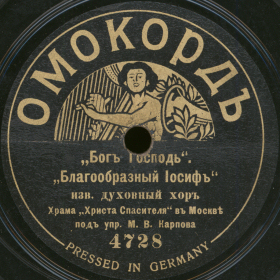 ОМОКОРДЪ
„Богъ Господь“.
„Благообразный Іосифъ“
изв. духовный хоръ
Храма „Христа Спасителя“ въ Москвѣ
подъ упр. М. В. Карпова
4728
PRESSED IN GERMANY